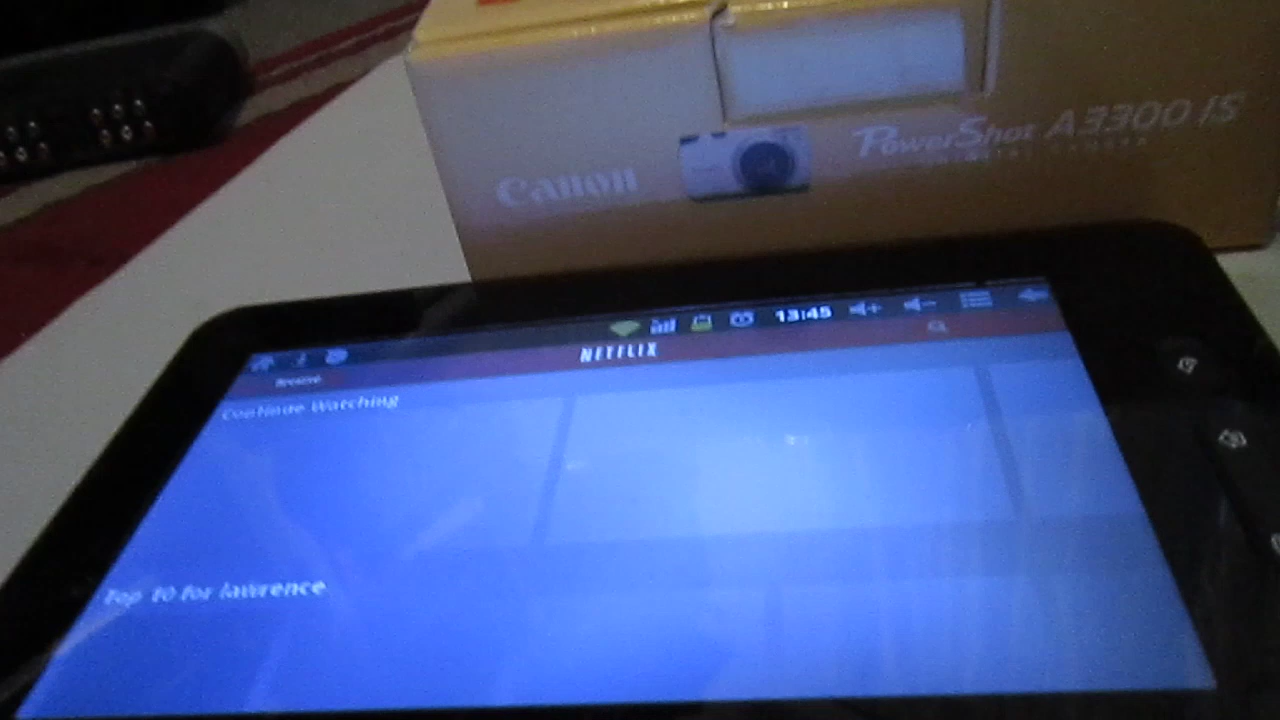 Canon
PowerShot A3300 IS
13:45
NETFLIX
Continue Watching
Top 10 for lawrence